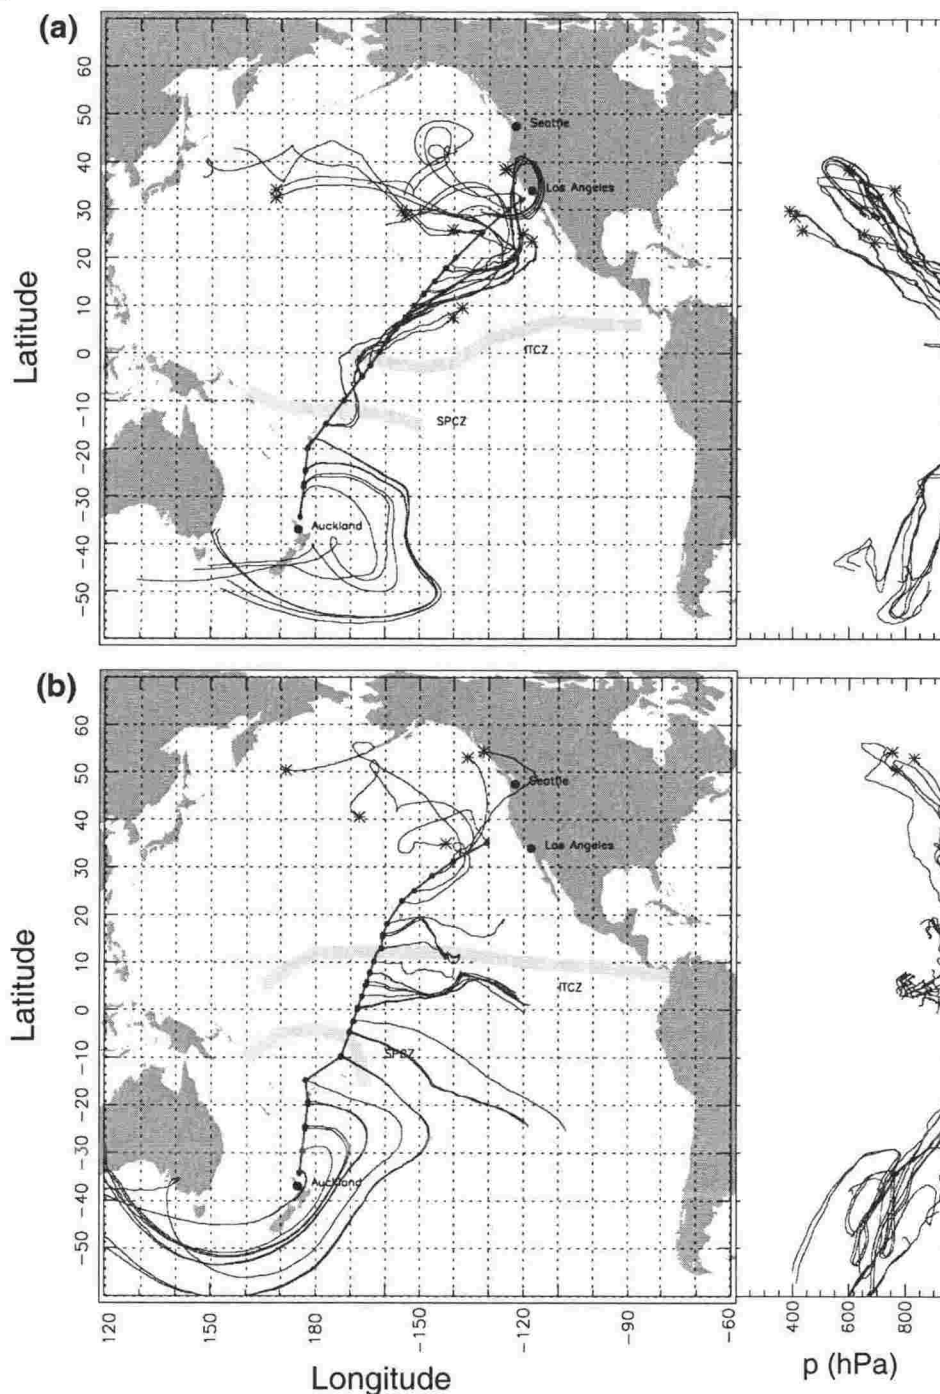 (a)
60
50
40
30
20
10
0
-10
-20
-30
-40
-50
Latitude
Seattle
Los Angeles
ITCZ
SPCZ
Auckland
(b)
60
50
40
30
20
10
0
-10
-20
-30
-40
-50
Latitude
Seattle
Los Angeles
ITCZ
SPCZ
Auckland
120
150
180
-150
-120
-90
-60
Longitude
400
600
800
p (hPa)